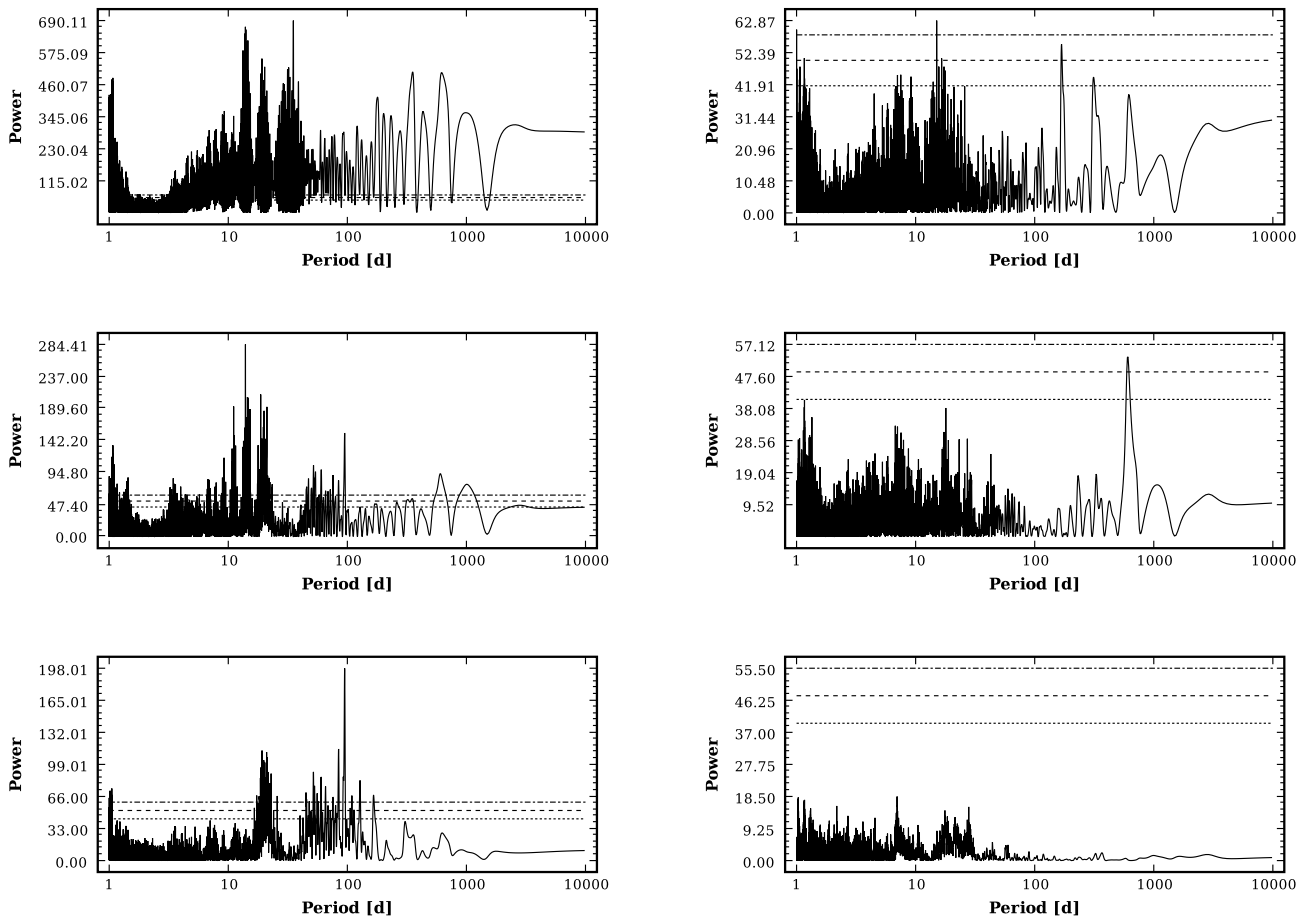 690.11
575.09
460.07
345.06
230.04
115.02
Power
1 10 100 1000 10000
Period [d]
62.87
52.39
41.91
31.44
20.96
10.48
0.00
Power
1 10 100 1000 10000
Period [d]
284.41
237.00
189.60
142.20
94.80
47.40
0.00
Power
1 10 100 1000 10000
Period [d]
57.12
47.60
38.08
28.56
19.04
9.52
Power
1 10 100 1000 10000
Period [d]
198.01
165.01
132.01
99.01
66.00
33.00
0.00
Power
1 10 100 1000 10000
Period [d]
55.50
46.25
37.00
27.75
18.50
9.25
0.00
Power
1 10 100 1000 10000
Period [d]